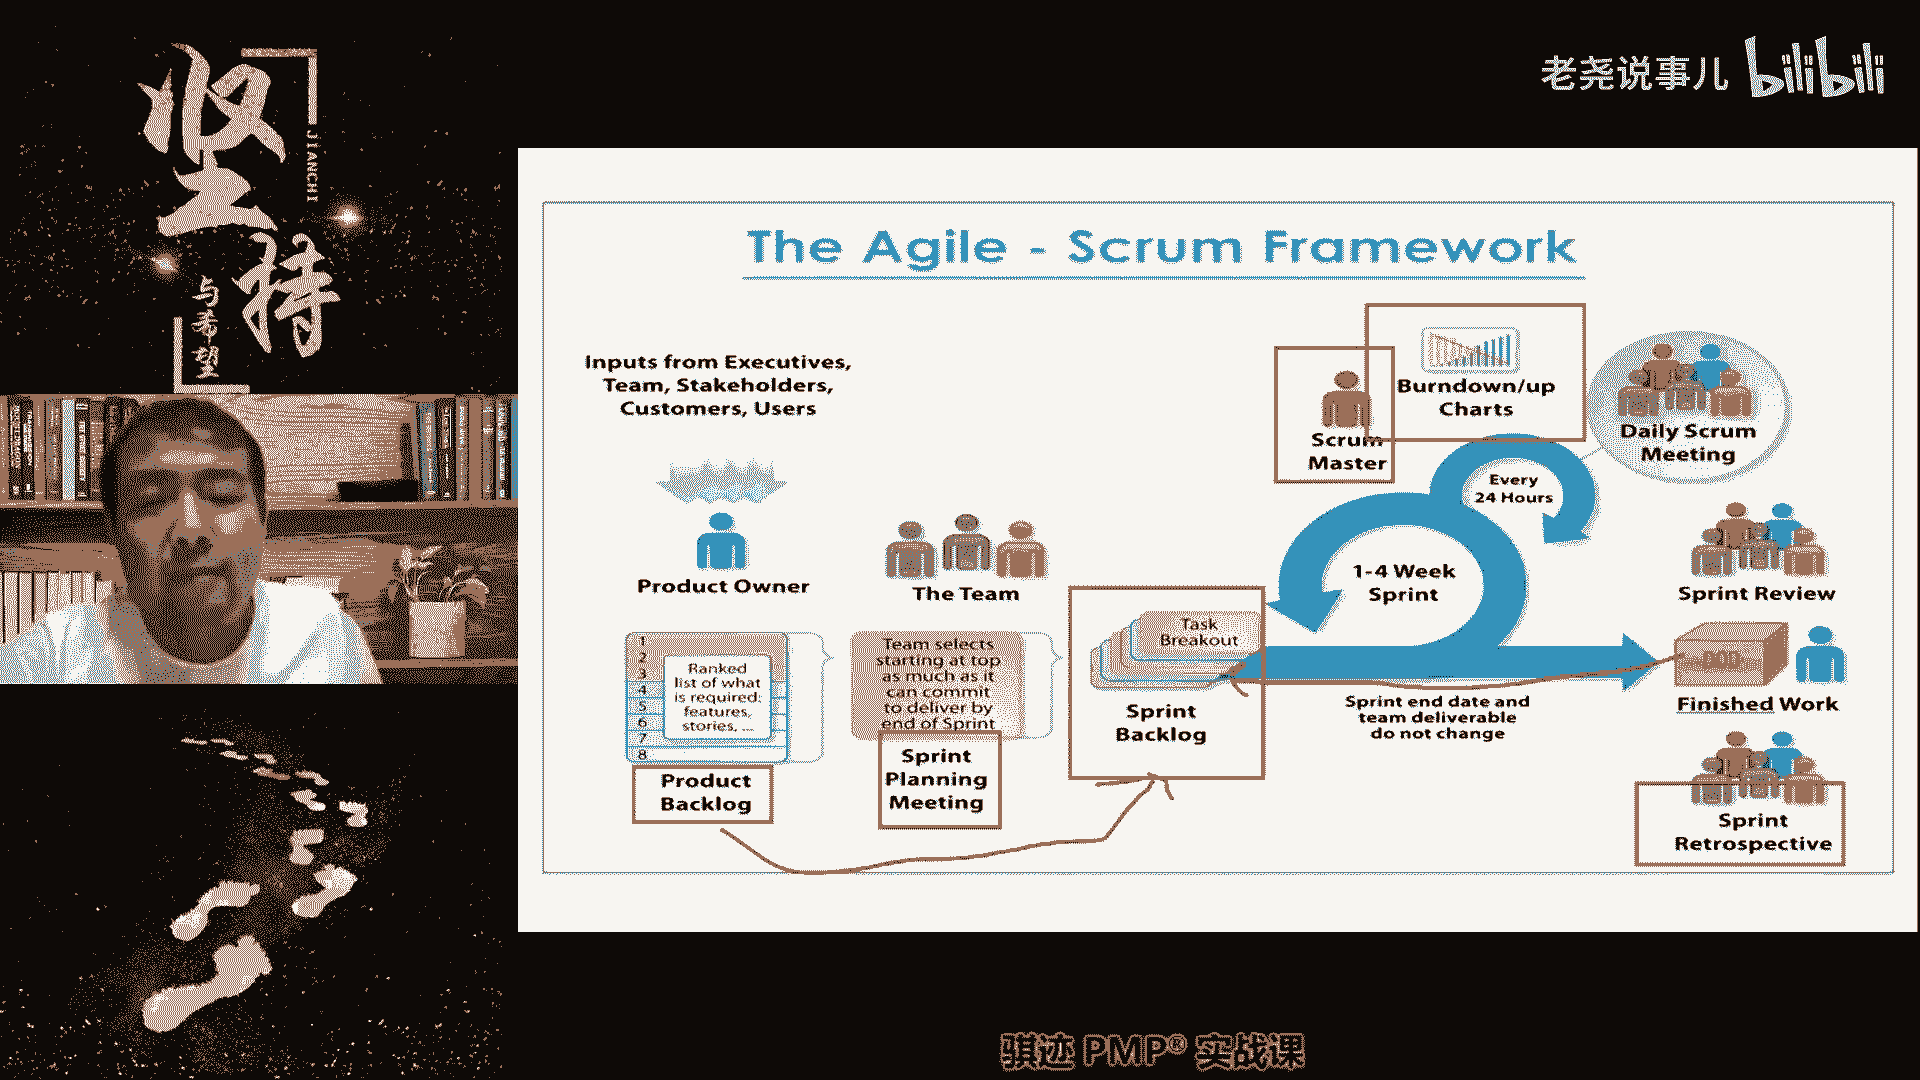 坚持
JIANCHI
与希望
老尧说事儿 bilibili
The Agile - Scrum Framework
Inputs from Executives,
Team, Stakeholders,
Customers, Users
Product Owner
The Team
1
2
3
4
5
6
7
8
Ranked
list of what
is required:
features,
stories, ...
Product
Backlog
Team selects
starting at top
as much as it
can commit
to deliver by
end of Sprint
Sprint
Planning
Meeting
Task
Breakout
Sprint
Backlog
Scrum
Master
Burndown/up
Charts
Every
24 Hours
1-4 Week
Sprint
Sprint end date and
team deliverable
do not change
Daily Scrum
Meeting
Sprint Review
Finished Work
Sprint
Retrospective
骐迹 PMP® 实战课